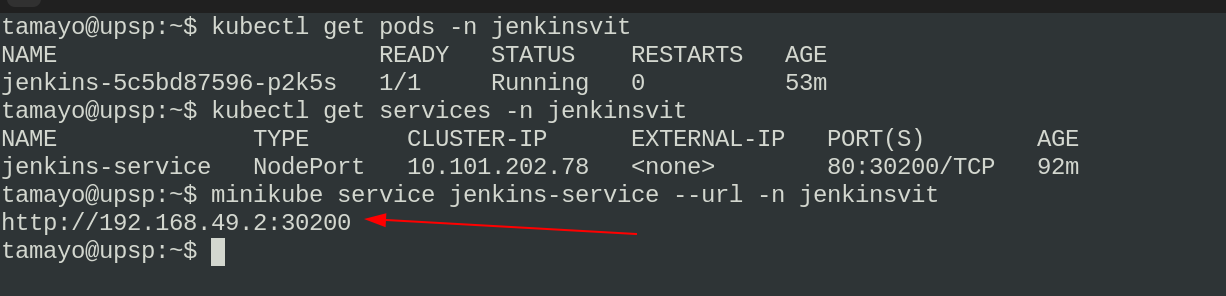 tamayo@upsp:~$ kubectl get pods -n jenkinsvit
NAME                       READY   STATUS    RESTARTS   AGE
jenkins-5c5bd87596-p2k5s   1/1     Running   0          53m
tamayo@upsp:~$ kubectl get services -n jenkinsvit
NAME              TYPE       CLUSTER-IP      EXTERNAL-IP   PORT(S)        AGE
jenkins-service   NodePort   10.101.202.78   <none>        80:30200/TCP   92m
tamayo@upsp:~$ minikube service jenkins-service --url -n jenkinsvit
http://192.168.49.2:30200
tamayo@upsp:~$